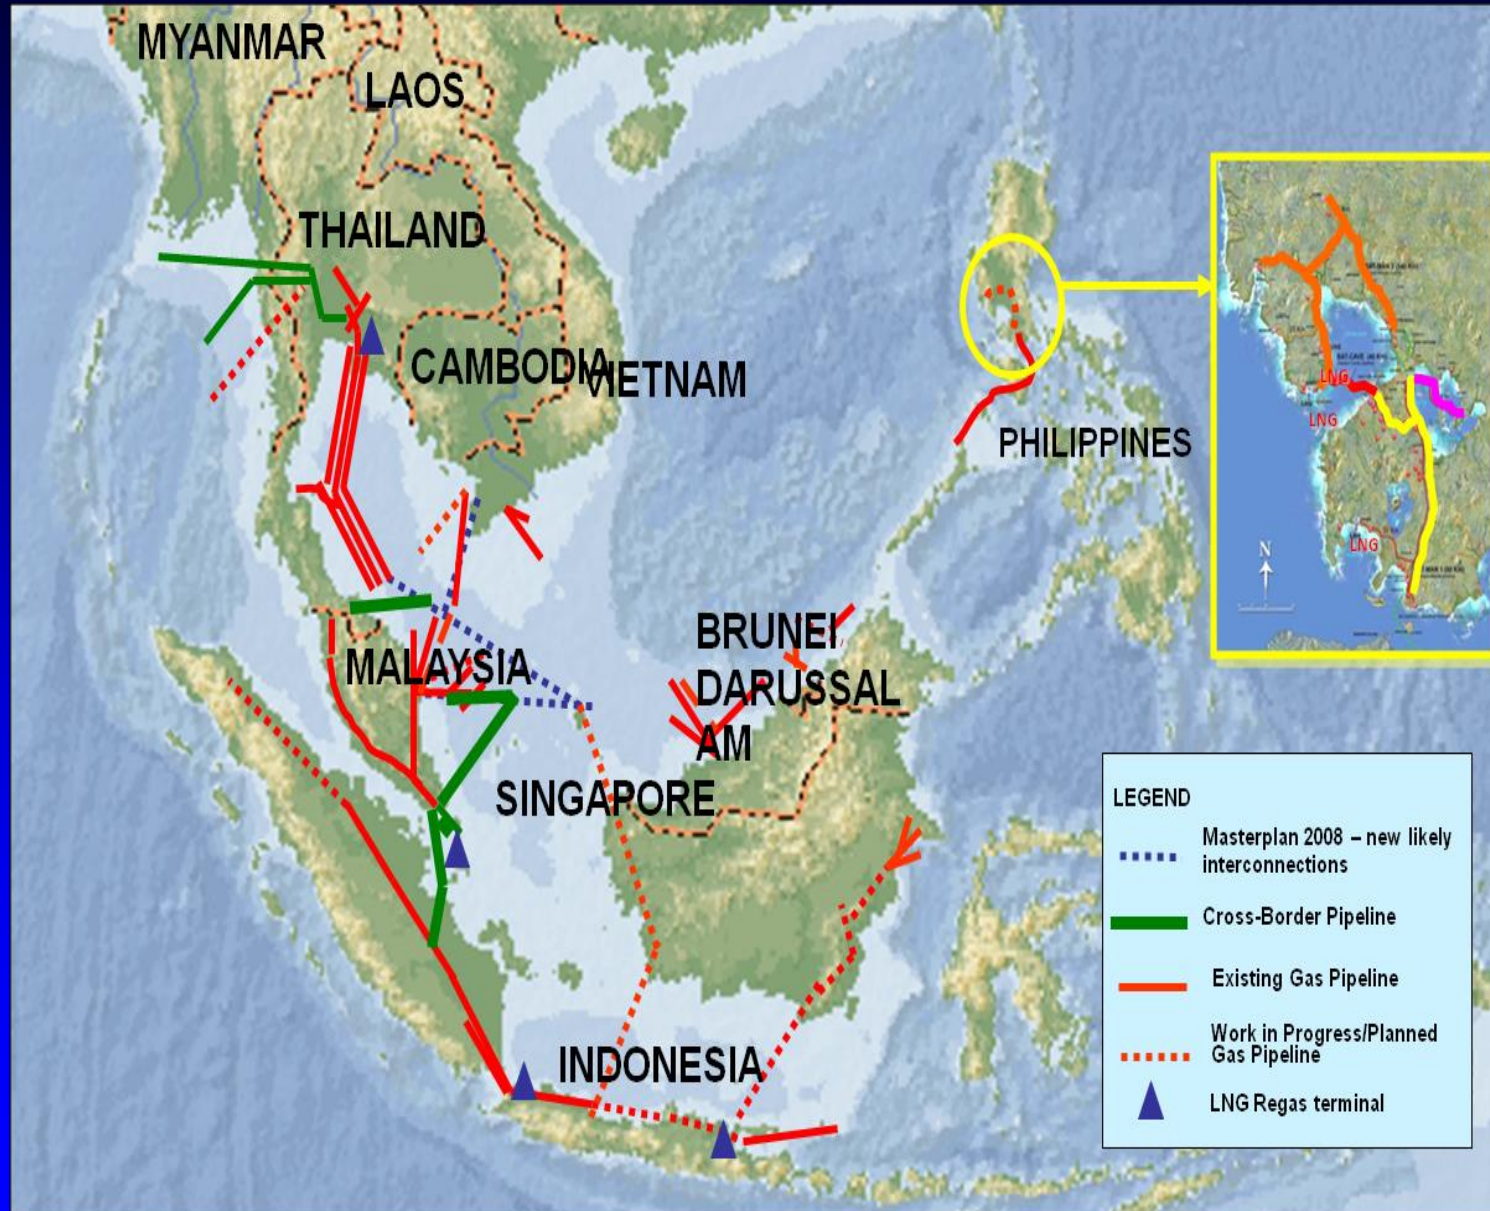 MYANMAR
LAOS
THAILAND
CAMBODIA
VIETNAM
PHILIPPINES
LNG
LNG
LNG
N
BRUNEI
DARUSSAL
AM
MALAYSIA
SINGAPORE
INDONESIA
LEGEND
Masterplan 2008 – new likely
interconnections
Cross-Border Pipeline
Existing Gas Pipeline
Work in Progress/Planned
Gas Pipeline
LNG Regas terminal